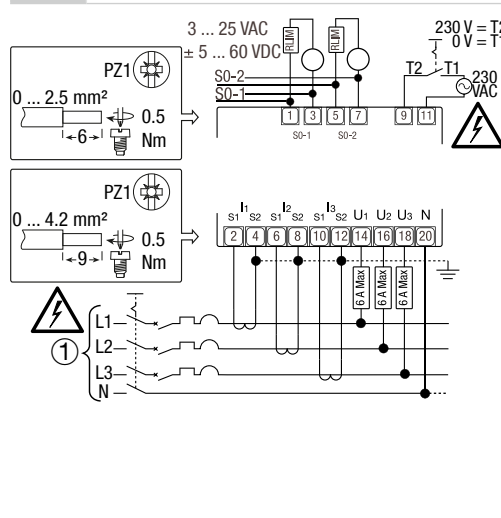 3 ... 25 VAC
± 5 ... 60 VDC
230 V = T2
0 V = T1
RLIM
RLIM
PZ1
0 ... 2.5 mm²
6
0.5
Nm
S0-2
S0-1
T2
T1
230
VAC
1 3 5 7 9 11
S0-1 S0-2
PZ1
0 ... 4.2 mm²
9
0.5
Nm
I1 I2 I3
S1 S2 S1 S2 S1 S2 U1 U2 U3 N
2 4 6 8 10 12 14 16 18 20
6 A Max
6 A Max
6 A Max
1
L1
L2
L3
N